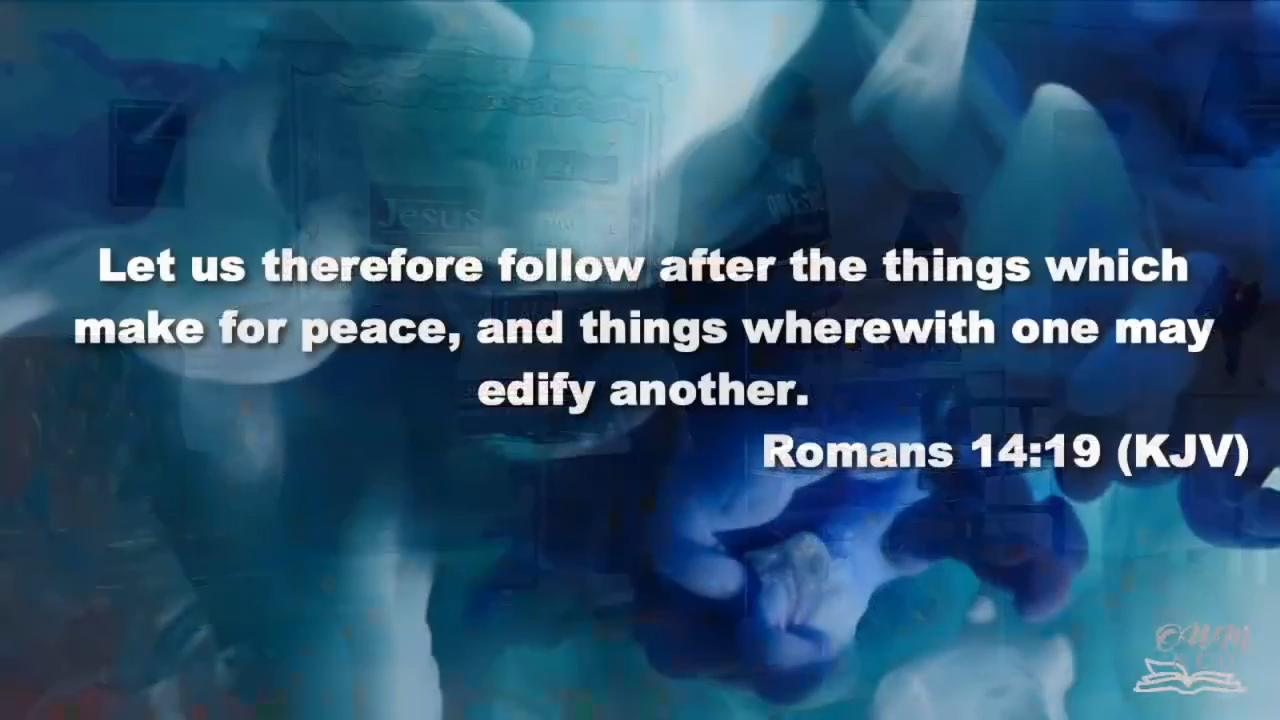 Jesus
Let us therefore follow after the things which
make for peace, and things wherewith one may
edify another.
Romans 14:19 (KJV)